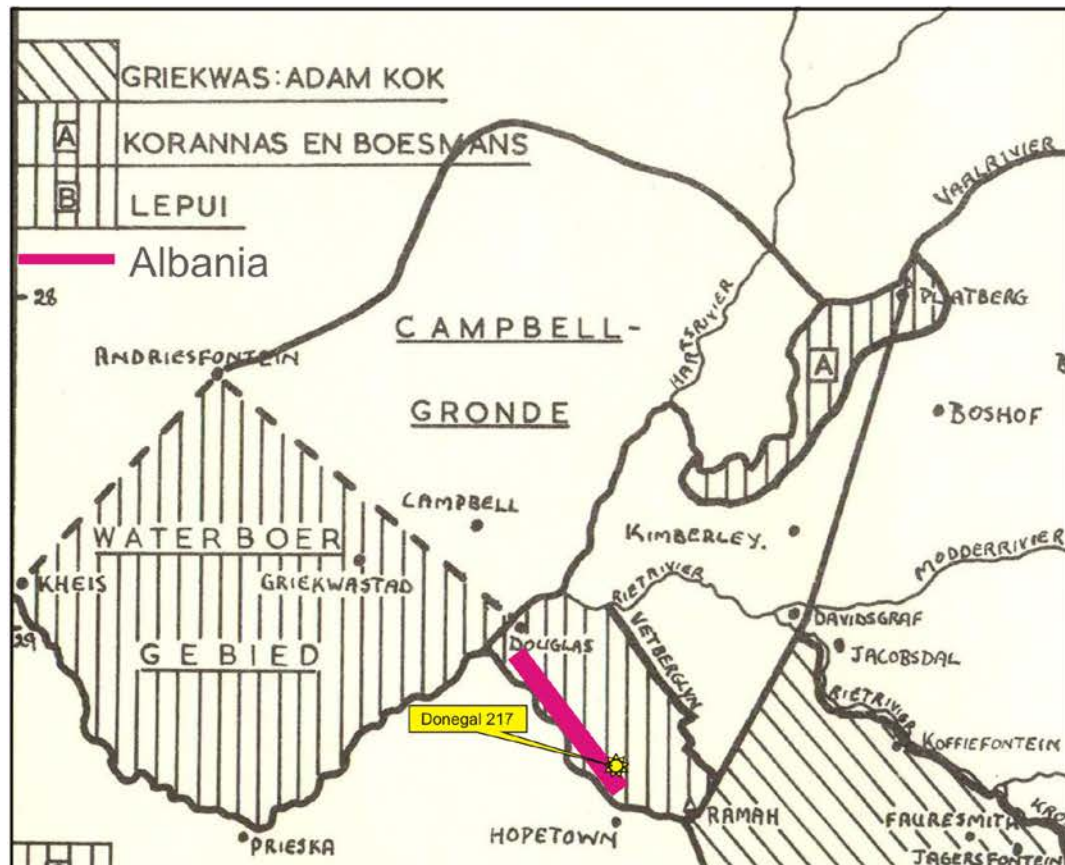 GRIEKWAS: ADAM KOK
A
KORANNAS EN BOESMANS
B
LEPUI
Albania
28
ANDRIESFONTEIN
CAMPBELL-
GRONDE
HARTSRIVIER
VAALRIVIER
PLATBERG
A
BOSHOF
CAMPBELL
KIMBERLEY.
MODDERRIVIER
WATERBOER
GRIEKWASTAD
KHEIS
RIETRIVIER
29
DOUGLAS
VETBERGLYN
DAVIDSGRAF
JACOBSDAL
GEBIED
RIETRIVIER
Donegal 217
KOFFIEFONTEIN
RAMAH
HOPETOWN
FAURESMITH
PRIESKA
JAGERSFONTEIN